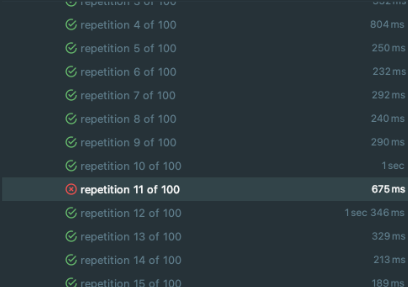 repetition 3 of 100 332 ms
repetition 4 of 100 804 ms
repetition 5 of 100 250 ms
repetition 6 of 100 232 ms
repetition 7 of 100 292 ms
repetition 8 of 100 240 ms
repetition 9 of 100 290 ms
repetition 10 of 100 1 sec
repetition 11 of 100 675 ms
repetition 12 of 100 1 sec 346 ms
repetition 13 of 100 329 ms
repetition 14 of 100 213 ms
repetition 15 of 100 189 ms